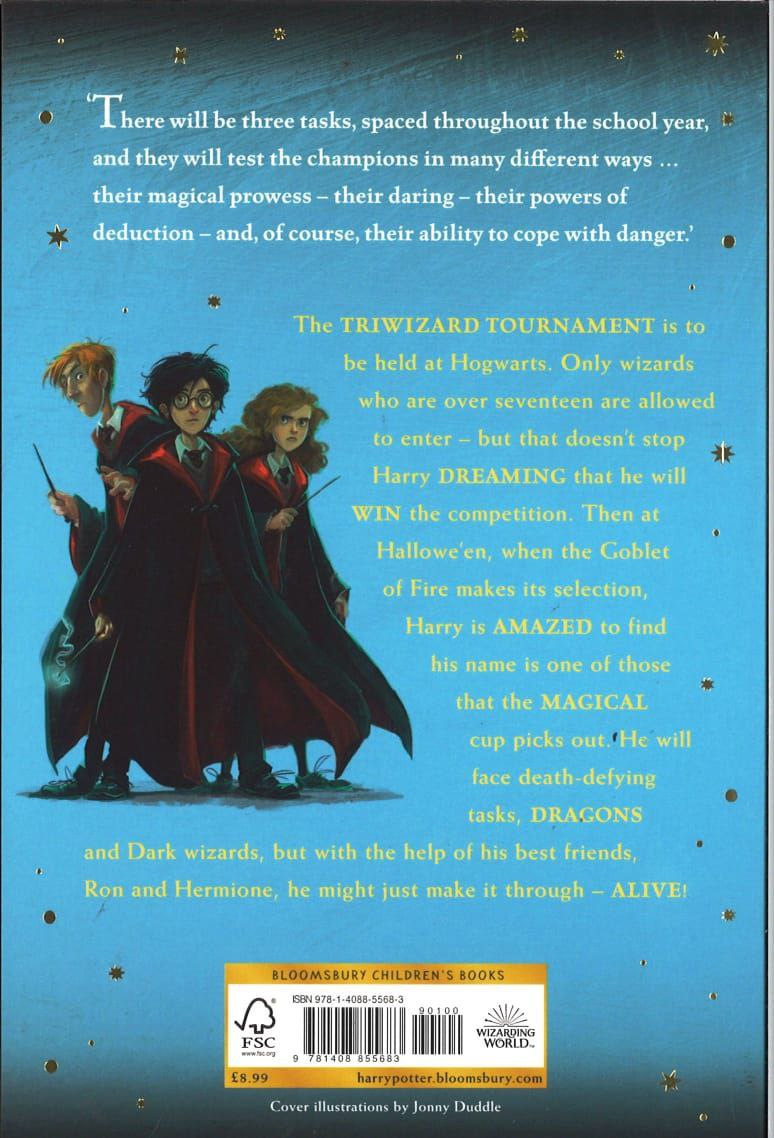 ‘There will be three tasks, spaced throughout the school year,
and they will test the champions in many different ways ...
their magical prowess – their daring – their powers of
deduction – and, of course, their ability to cope with danger.’
The TRIWIZARD TOURNAMENT is to
be held at Hogwarts. Only wizards
who are over seventeen are allowed
to enter – but that doesn’t stop
Harry DREAMING that he will
WIN the competition. Then at
Hallowe’en, when the Goblet
of Fire makes its selection,
Harry is AMAZED to find
his name is one of those
that the MAGICAL
cup picks out. He will
face death-defying
tasks, DRAGONS
and Dark wizards, but with the help of his best friends,
Ron and Hermione, he might just make it through – ALIVE!
BLOOMSBURY CHILDREN'S BOOKS
ISBN 978-1-4088-5568-3
90100
FSC
www.fsc.org
9 781408 855683
WIZARDING
WORLD™
£8.99
harrypotter.bloomsbury.com
Cover illustrations by Jonny Duddle